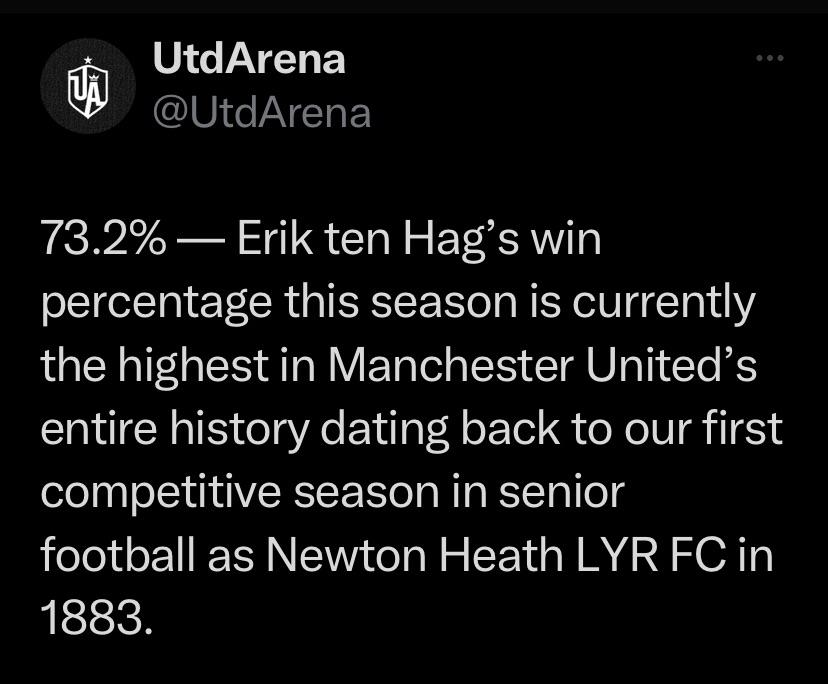 UtdArena
@UtdArena
73.2% — Erik ten Hag’s win
percentage this season is currently
the highest in Manchester United’s
entire history dating back to our first
competitive season in senior
football as Newton Heath LYR FC in
1883.